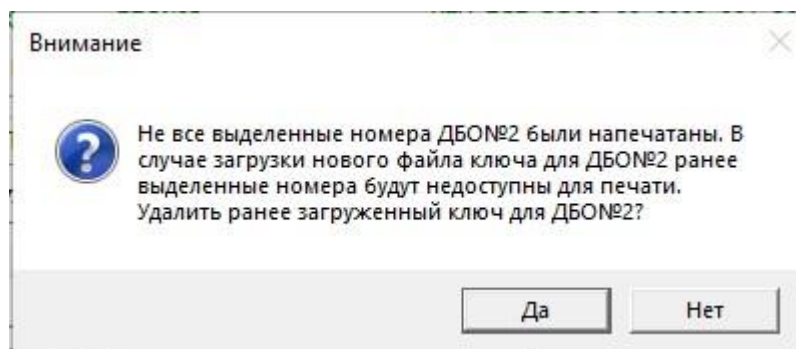 Внимание
Не все выделенные номера ДБО№2 были напечатаны. В
случае загрузки нового файла ключа для ДБО№2 ранее
выделенные номера будут недоступны для печати.
Удалить ранее загруженный ключ для ДБО№2?
Да
Нет